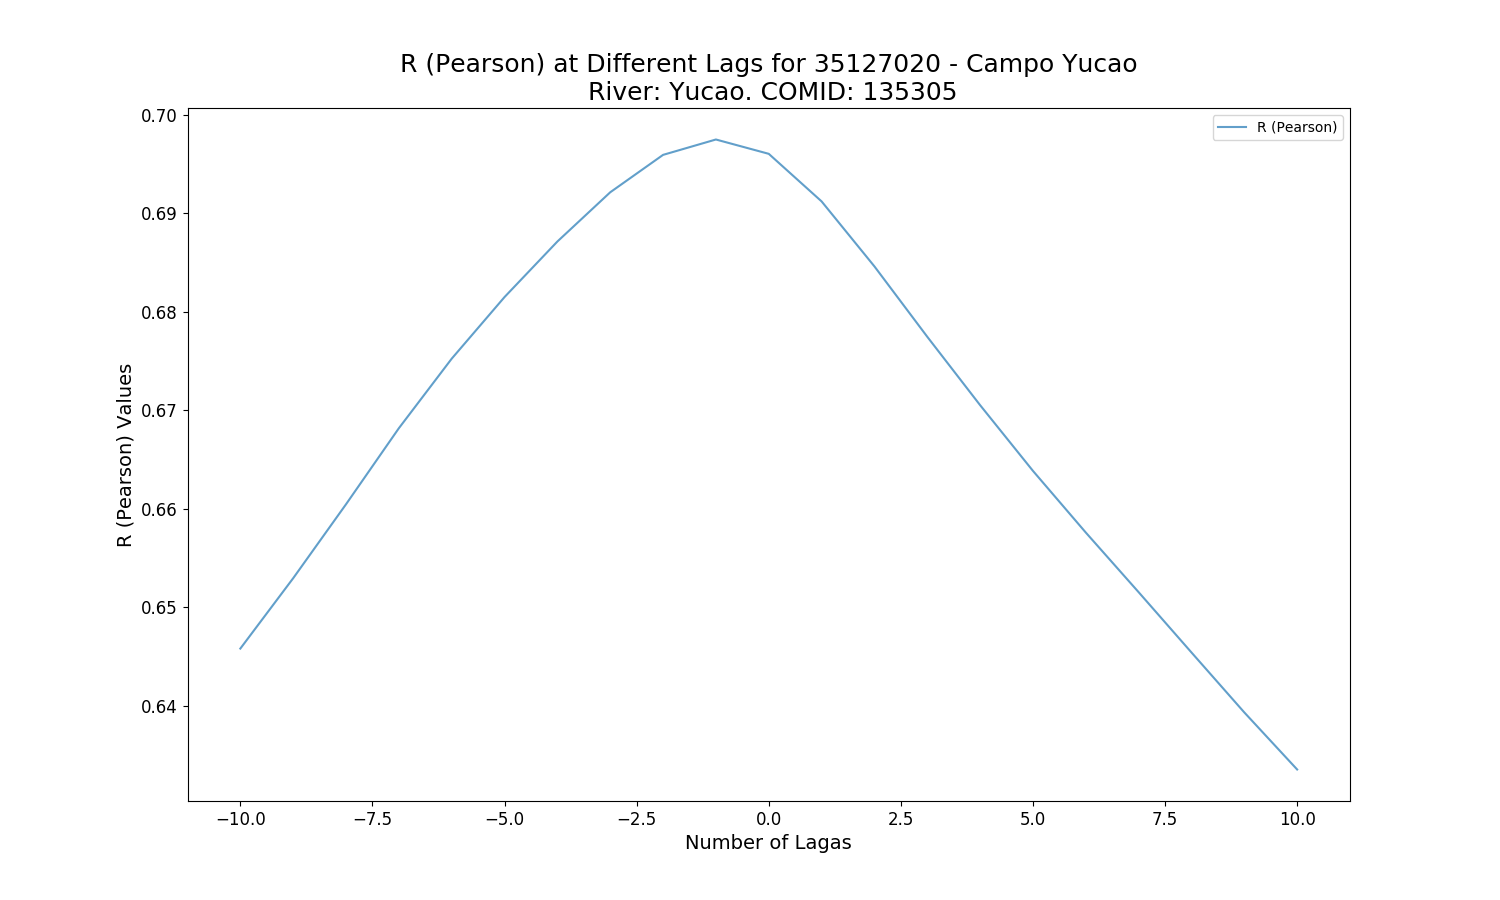 R (Pearson) at Different Lags for 35127020 - Campo Yucao
River: Yucao. COMID: 135305
R (Pearson)
0.70
0.69
0.68
0.67
0.66
0.65
0.64
R (Pearson) Values
−10.0 −7.5 −5.0 −2.5 0.0 2.5 5.0 7.5 10.0
Number of Lagas